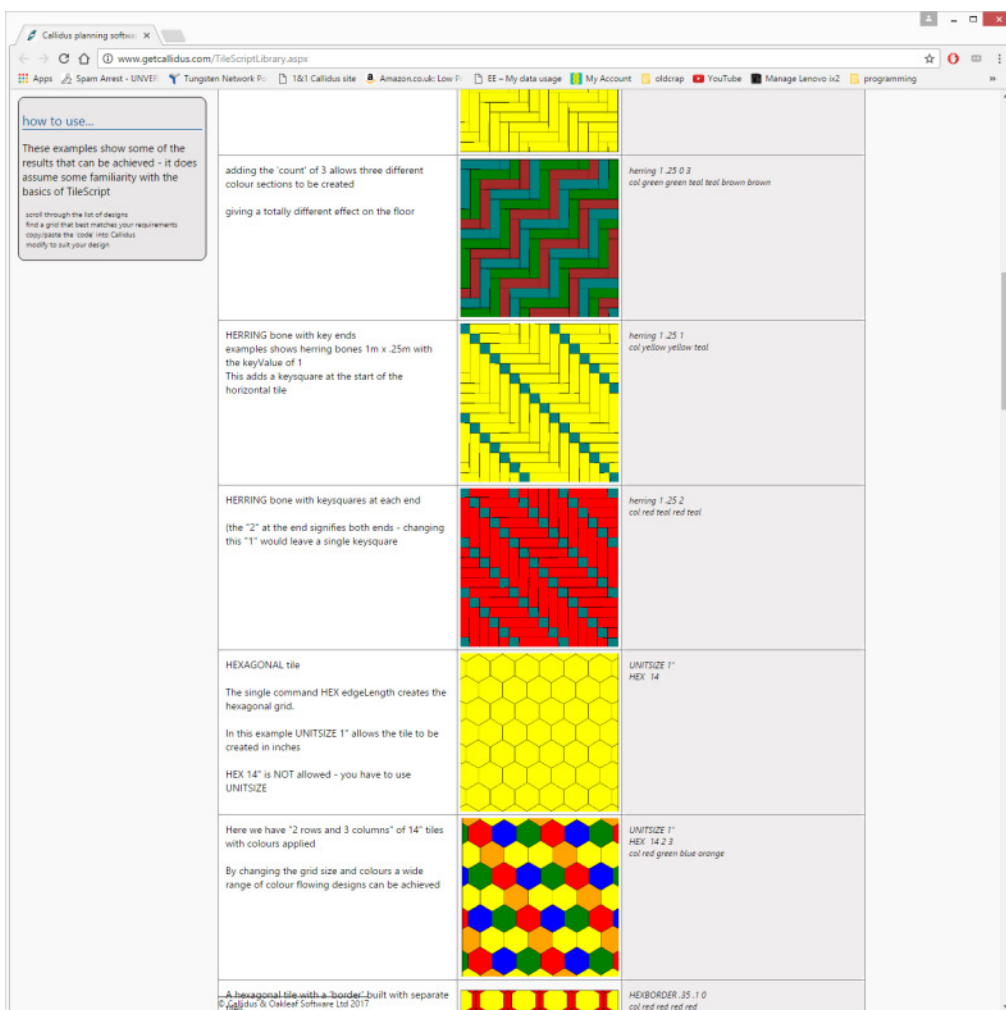 Callidus planning softwa
www.getcallidus.com/TileScriptLibrary.aspx
Apps
Spam Arrest - UNVER
Tungsten Network Po
1&1 Callidus site
Amazon.co.uk: Low P
EE - My data usage
My Account
oldcrap
YouTube
Manage Lenovo ix2
programming
»
how to use...
These examples show some of the
results that can be achieved - it does
assume some familiarity with the
basics of TileScript
scroll through the list of designs
find a grid that best matches your requirements
copy/paste the 'code' into Callidus
modify to suit your design
adding the 'count' of 3 allows three different
colour sections to be created
giving a totally different effect on the floor
herring 1 .25 0 3
col green green teal teal brown brown
HERRING bone with key ends
examples shows herring bones 1m x .25m with
the keyValue of 1
This adds a keysquare at the start of the
horizontal tile
herring 1 .25 1
col yellow yellow teal
HERRING bone with keysquares at each end
(the "2" at the end signifies both ends - changing
this "1" would leave a single keysquare
herring 1 .25 2
col red teal red teal
HEXAGONAL tile
The single command HEX edgeLength creates the
hexagonal grid.
In this example UNITSIZE 1" allows the tile to be
created in inches
HEX 14" is NOT allowed - you have to use
UNITSIZE
UNITSIZE 1"
HEX 14
Here we have "2 rows and 3 columns" of 14" tiles
with colours applied
By changing the grid size and colours a wide
range of colour flowing designs can be achieved
UNITSIZE 1"
HEX 14 2 3
col red green blue orange
A hexagonal tile with a 'border' built with separate
© Callidus & Oakleaf Software Ltd 2017
HEXBORDER .35 .1 0
col red red red red